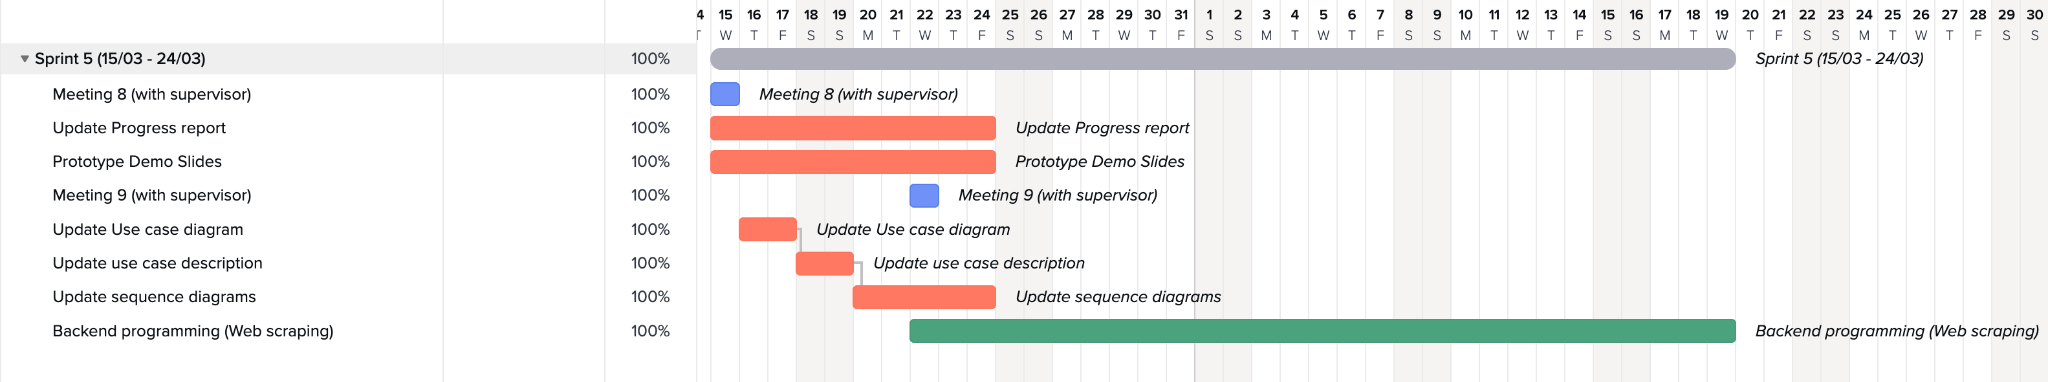 4 15 16 17 18 19 20 21 22 23 24 25 26 27 28 29 30 31 1 2 3 4 5 6 7 8 9 10 11 12 13 14 15 16 17 18 19 20 21 22 23 24 25 26 27 28 29 30
T W T F S S M T W T F S S M T W T F S S M T W T F S S M T W T F S S M T W T F S S M T W T F S S
Sprint 5 (15/03 - 24/03) 100% Sprint 5 (15/03 - 24/03)
Meeting 8 (with supervisor) 100% Meeting 8 (with supervisor)
Update Progress report 100% Update Progress report
Prototype Demo Slides 100% Prototype Demo Slides
Meeting 9 (with supervisor) 100% Meeting 9 (with supervisor)
Update Use case diagram 100% Update Use case diagram
Update use case description 100% Update use case description
Update sequence diagrams 100% Update sequence diagrams
Backend programming (Web scraping) 100% Backend programming (Web scraping)